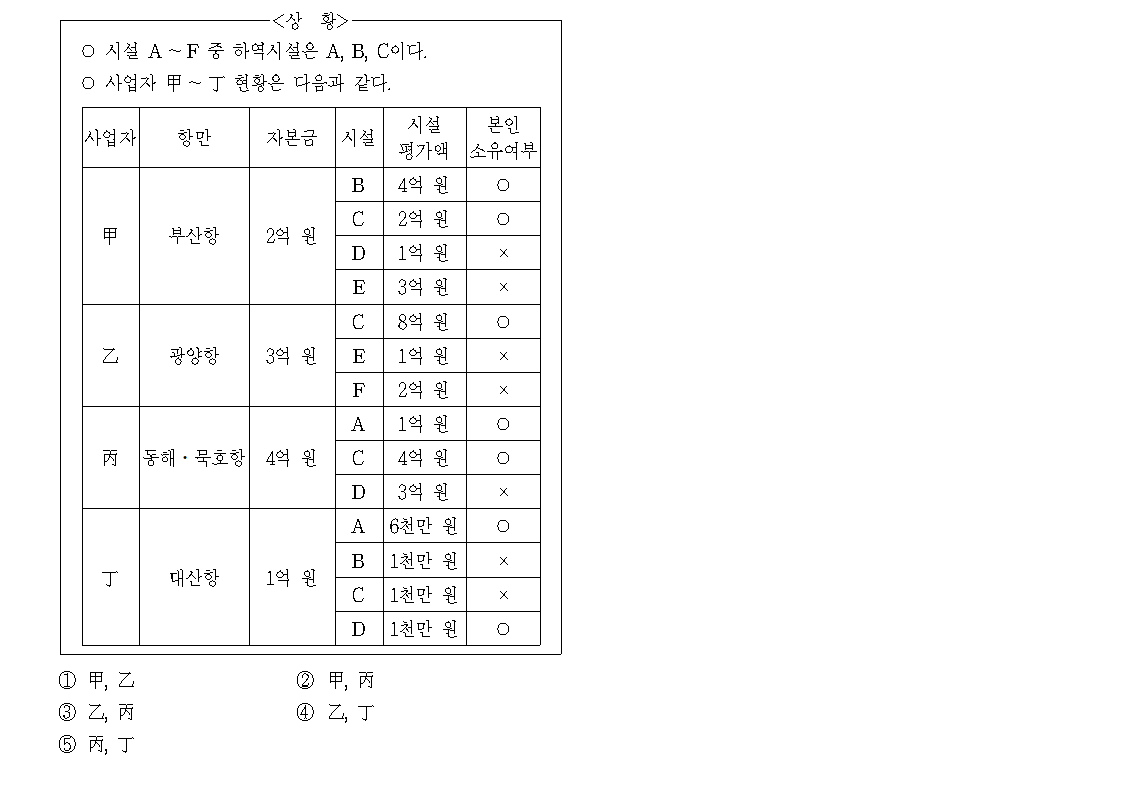 <상 황>
○ 시설 A ~ F 중 하역시설은 A, B, C이다.
○ 사업자 甲 ~ 丁 현황은 다음과 같다.
사업자 항만 자본금 시설 시설 평가액 본인 소유여부
甲 부산항 2억 원 B 4억 원 ○
C 2억 원 ○
D 1억 원 ×
E 3억 원 ×
乙 광양항 3억 원 C 8억 원 ○
E 1억 원 ×
F 2억 원 ×
丙 동해・묵호항 4억 원 A 1억 원 ○
C 4억 원 ○
D 3억 원 ×
丁 대산항 1억 원 A 6천만 원 ○
B 1천만 원 ×
C 1천만 원 ×
D 1천만 원 ○
① 甲, 乙 ② 甲, 丙
③ 乙, 丙 ④ 乙, 丁
⑤ 丙, 丁